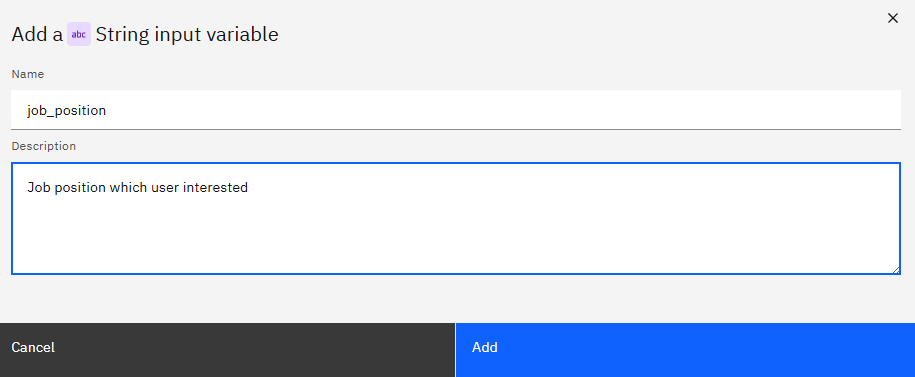 Add a abc String input variable
Name
job_position
Description
Job position which user interested
Cancel
Add